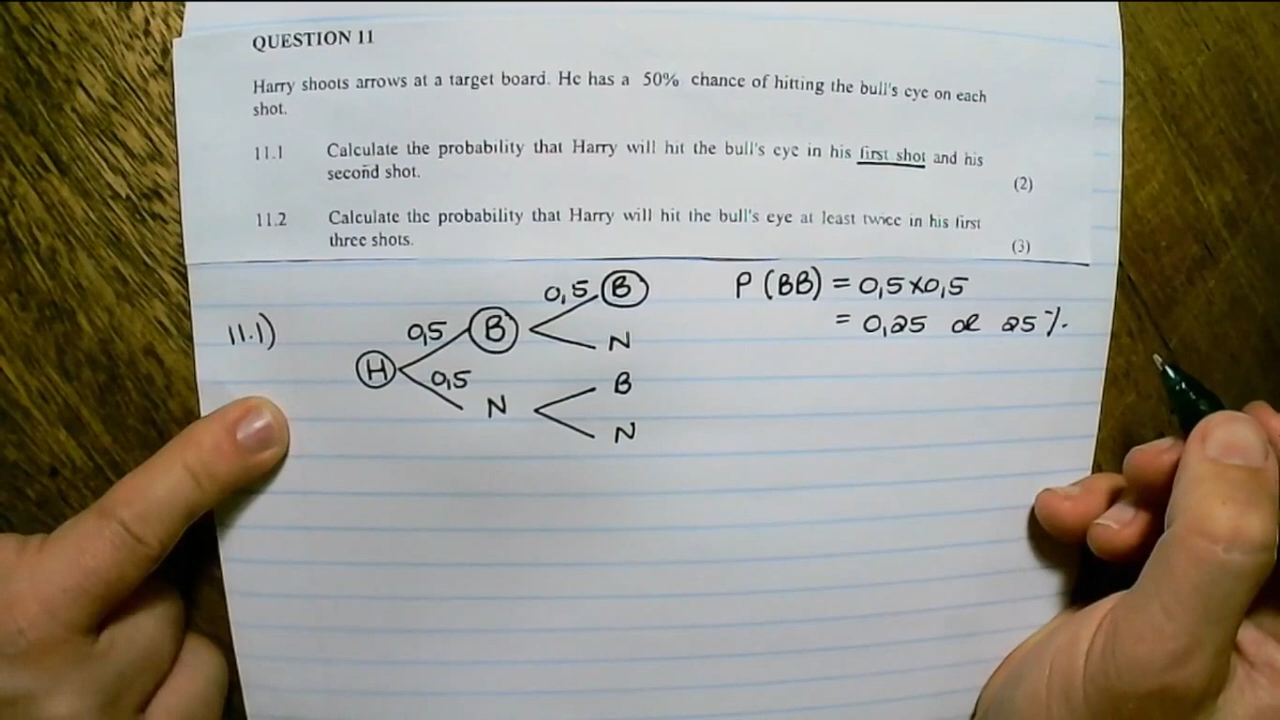 QUESTION 11
Harry shoots arrows at a target board. He has a 50% chance of hitting the bull's eye on each
shot.
11.1 Calculate the probability that Harry will hit the bull's eye in his first shot and his
second shot.
(2)
11.2 Calculate the probability that Harry will hit the bull's eye at least twice in his first
three shots.
(3)
11.1)
H
0,5 B
0,5 N
0,5 B
N
B
N
P (BB) = 0,5 × 0,5
= 0,25 or 25%.